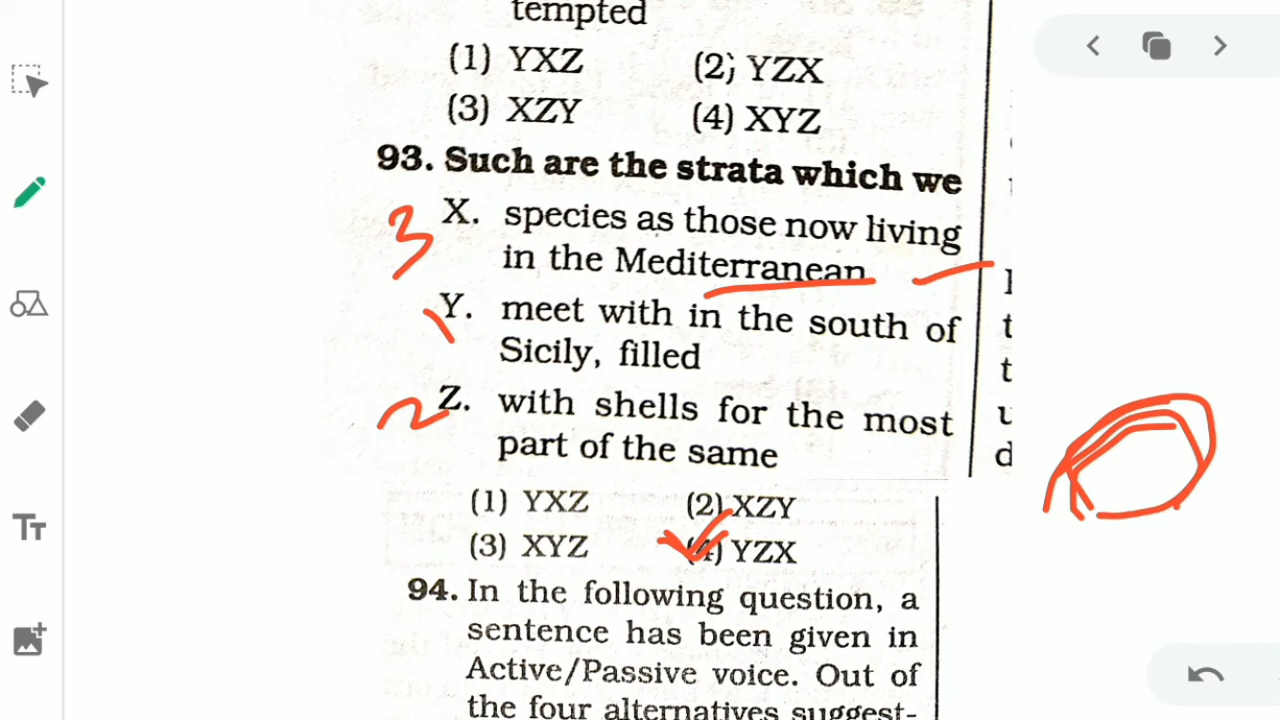 tempted
(1) YXZ (2) YZX
(3) XZY (4) XYZ
93. Such are the strata which we
X. species as those now living
in the Mediterranean
3
Y. meet with in the south of
Sicily, filled
1
Z. with shells for the most
part of the same
2
(1) YXZ (2) XZY
(3) XYZ (4) YZX
94. In the following question, a
sentence has been given in
Active/Passive voice. Out of
the four alternatives suggest-
t
t
u
d
TT